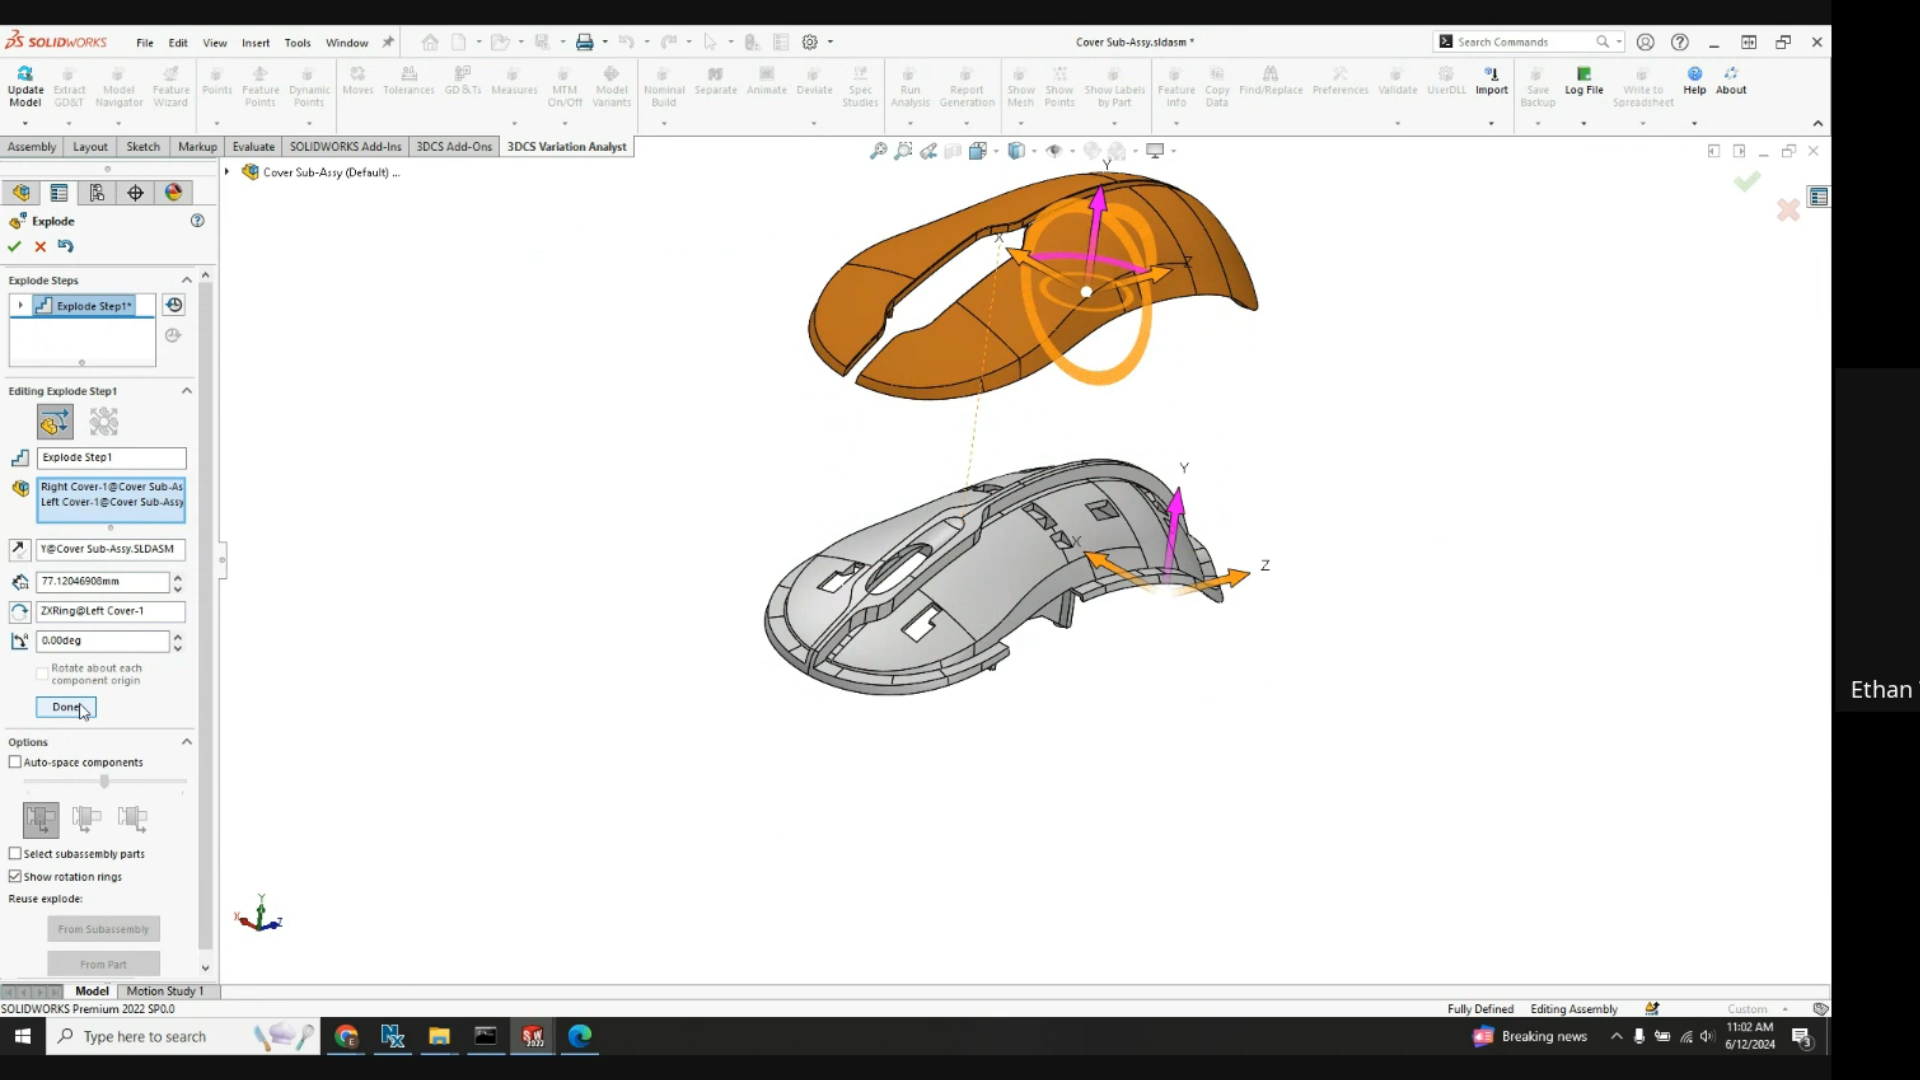 SOLIDWORKS File Edit View Insert Tools Window Cover Sub-Assy.sldasm * Search Commands
Update Model Extract GD&T Model Navigator Feature Wizard Points Feature Points Dynamic Points Moves Tolerances GD&Ts Measures MTM On/Off Model Variants Nominal Build Separate Animate Deviate Spec Studies Run Analysis Report Generation Show Mesh Show Points Show Labels by Part Feature Info Copy Data Find/Replace Preferences Validate UserDLL Import Save Backup Log File Write to Spreadsheet Help About
Assembly Layout Sketch Markup Evaluate SOLIDWORKS Add-Ins 3DCS Add-Ons 3DCS Variation Analyst
Cover Sub-Assy (Default) ...
Explode
Explode Steps
Explode Step1*
Editing Explode Step1
Explode Step1
Right Cover-1@Cover Sub-As
Left Cover-1@Cover Sub-Assy
Y@Cover Sub-Assy.SLDASM
77.12046908mm
ZXRing@Left Cover-1
0.00deg
Rotate about each
component origin
Done
Options
Auto-space components
Select subassembly parts
Show rotation rings
Reuse explode:
From Subassembly
From Part
Y
X
Z
Y
X
Z
Y
X
Z
Ethan
Model Motion Study 1
SOLIDWORKS Premium 2022 SP0.0 Fully Defined Editing Assembly Custom
Type here to search Breaking news 11:02 AM
6/12/2024
3